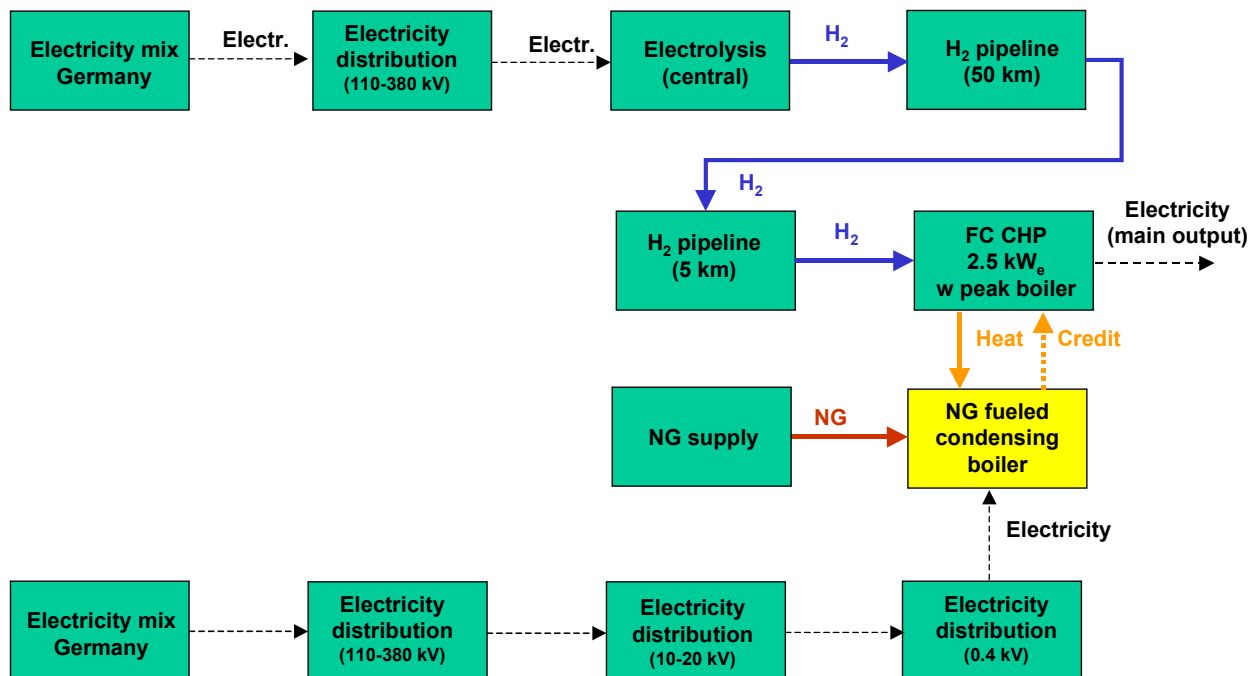 Electricity mix
Germany
Electr.
Electricity
distribution
(110-380 kV)
Electr.
Electrolysis
(central)
H₂
H₂ pipeline
(50 km)
H₂
H₂ pipeline
(5 km)
H₂
FC CHP
2.5 kWₑ
w peak boiler
Electricity
(main output)
Heat
Credit
NG supply
NG
NG fueled
condensing
boiler
Electricity
Electricity mix
Germany
Electricity
distribution
(110-380 kV)
Electricity
distribution
(10-20 kV)
Electricity
distribution
(0.4 kV)